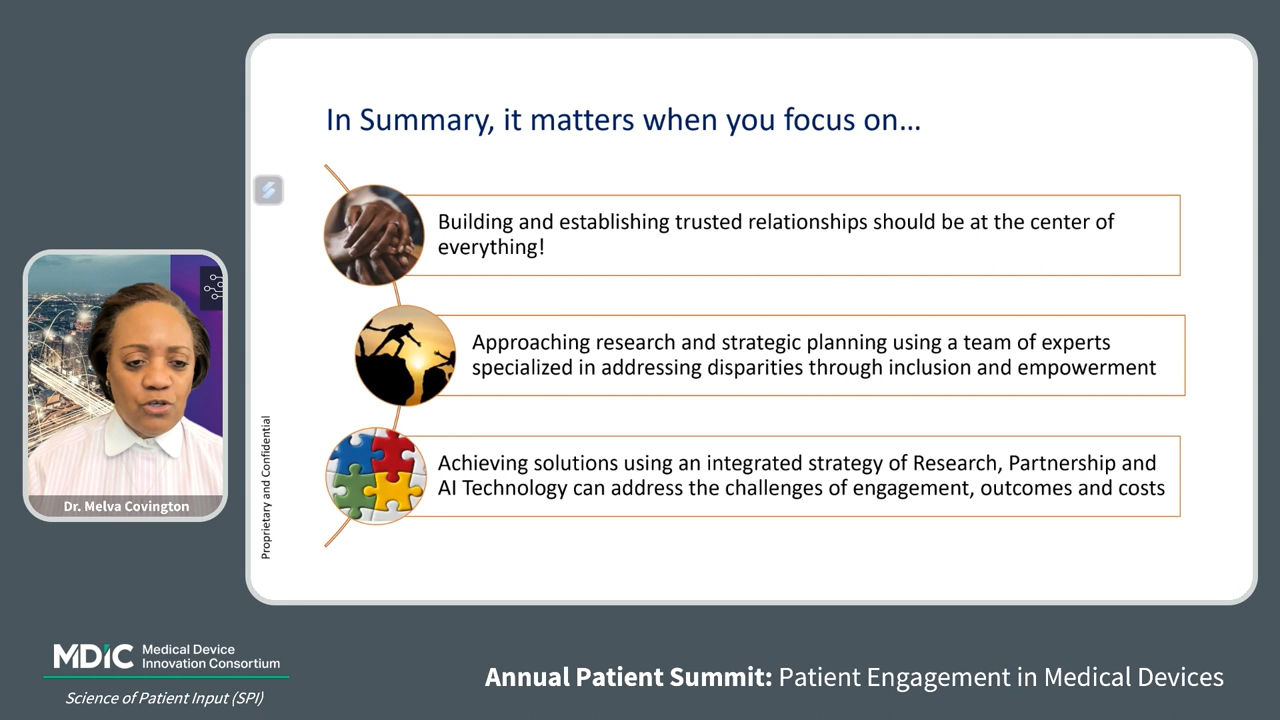 In Summary, it matters when you focus on...
Building and establishing trusted relationships should be at the center of
everything!
Approaching research and strategic planning using a team of experts
specialized in addressing disparities through inclusion and empowerment
Achieving solutions using an integrated strategy of Research, Partnership and
AI Technology can address the challenges of engagement, outcomes and costs
Proprietary and Confidential
Dr. Melva Covington
MDIC
Medical Device
Innovation Consortium
Science of Patient Input (SPI)
Annual Patient Summit: Patient Engagement in Medical Devices